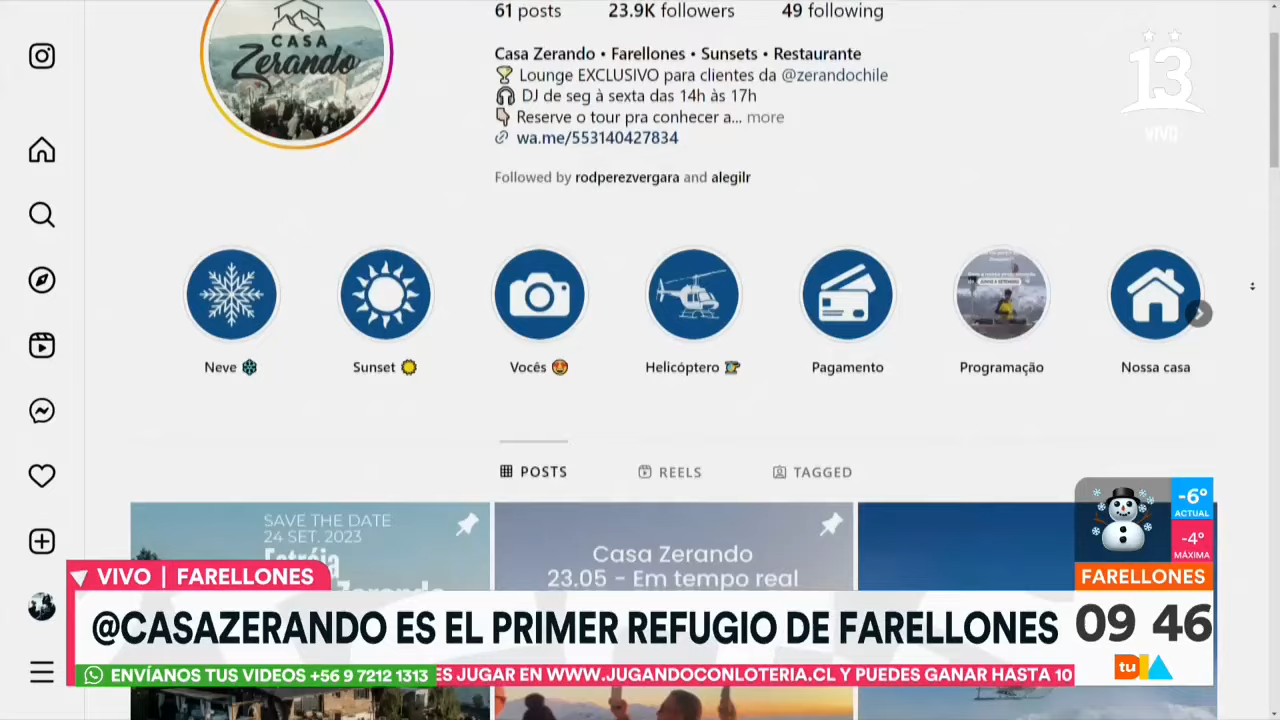 61 posts 23.9K followers 49 following
CASA
Zerando
Casa Zerando • Farellones • Sunsets • Restaurante
🏆 Lounge EXCLUSIVO para clientes da @zerandochile
🎧 DJ de seg à sexta das 14h às 17h
👇🏻 Reserve o tour pra conhecer a... more
wa.me/553140427834
Followed by rodperezvergara and alegilr
13
VIVO
Neve ❄️ Sunset 🌞 Vocês 😍 Helicóptero Pagamento Programação Nossa casa
POSTS REELS TAGGED
SAVE THE DATE
24 SET. 2023
Casa Zerando
23.05 - Em tempo real
-6°
ACTUAL
-4°
MÁXIMA
FARELLONES
VIVO | FARELLONES
@CASAZERANDO ES EL PRIMER REFUGIO DE FARELLONES
09 46
tu DÍA
ENVÍANOS TUS VIDEOS +56 9 7212 1313
ES JUGAR EN WWW.JUGANDOCONLOTERIA.CL Y PUEDES GANAR HASTA 10